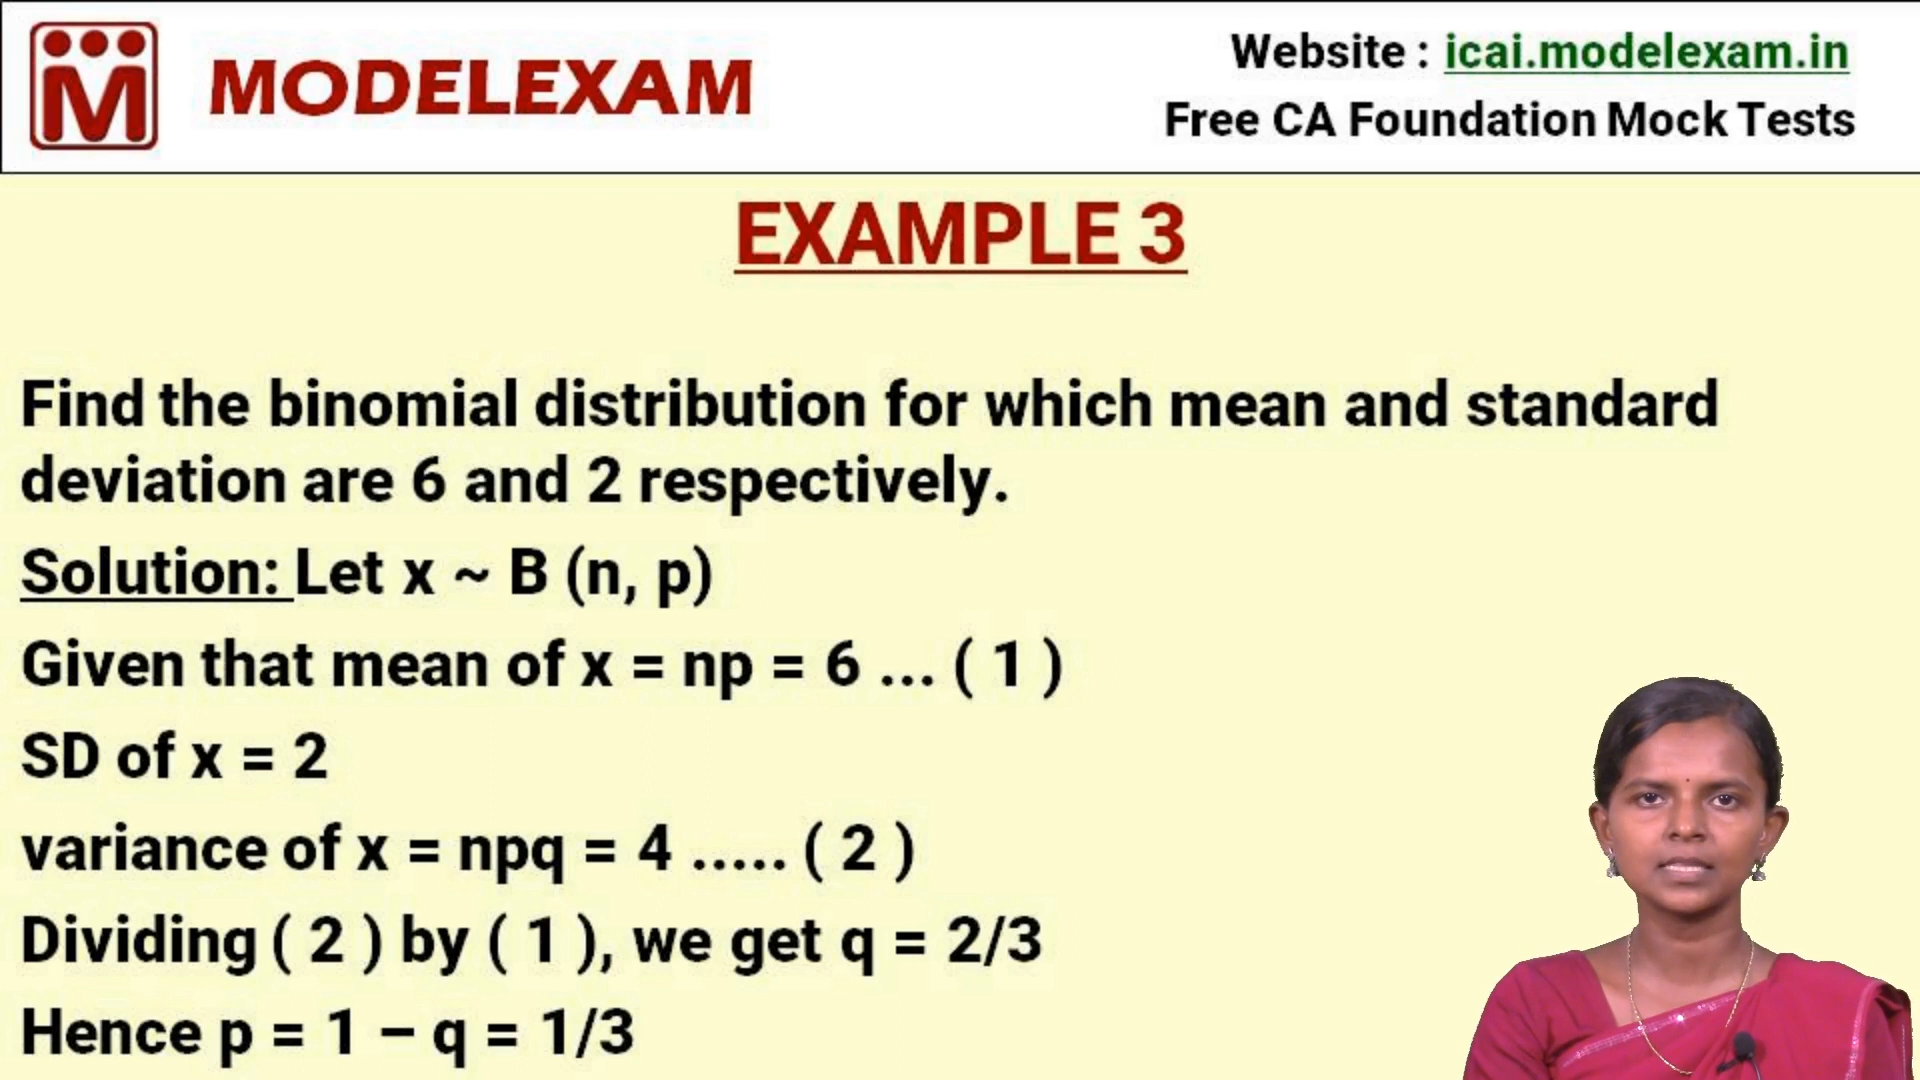 MODELEXAM
Website : icai.modelexam.in
Free CA Foundation Mock Tests
EXAMPLE 3
Find the binomial distribution for which mean and standard
deviation are 6 and 2 respectively.
Solution: Let x ~ B (n, p)
Given that mean of x = np = 6 ... ( 1 )
SD of x = 2
variance of x = npq = 4 ..... ( 2 )
Dividing ( 2 ) by ( 1 ), we get q = 2/3
Hence p = 1 – q = 1/3